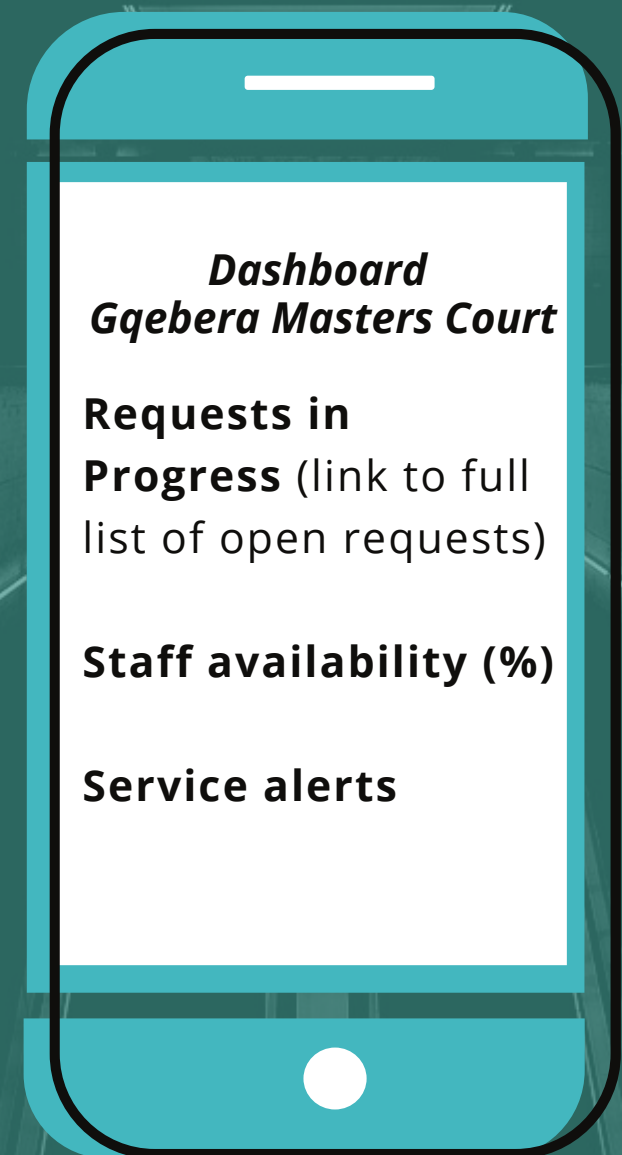 Dashboard
Gqebera Masters Court
Requests in
Progress (link to full
list of open requests)
Staff availability (%)
Service alerts